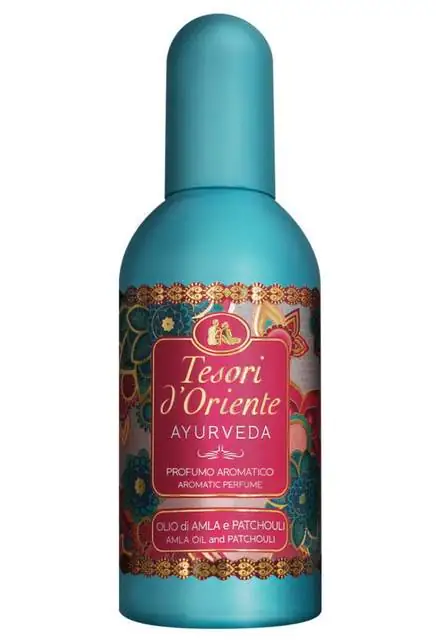 Tesori
d'Oriente
AYURVEDA
PROFUMO AROMATICO
AROMATIC PERFUME
OLIO di AMLA e PATCHOULI
AMLA OIL and PATCHOULI